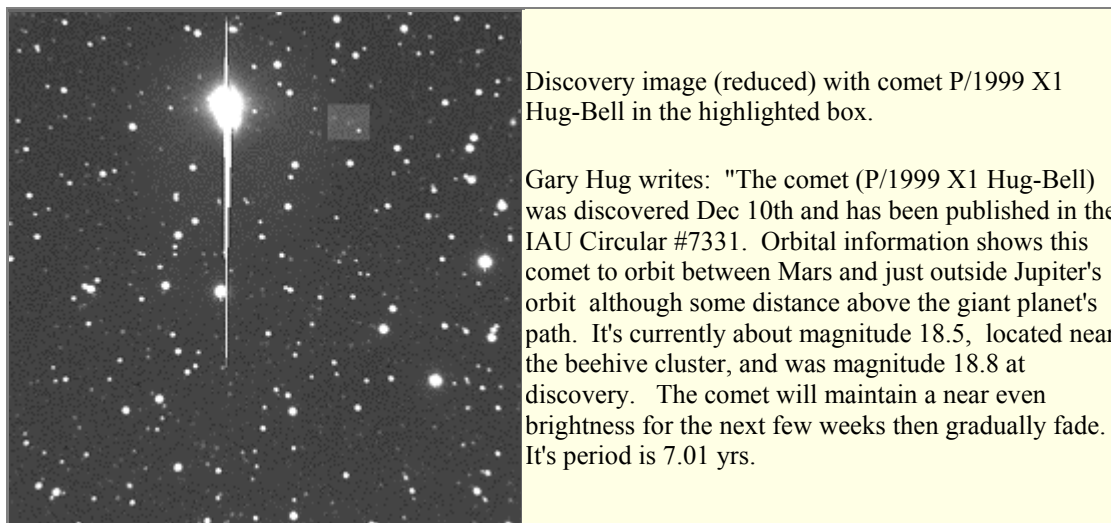 Discovery image (reduced) with comet P/1999 X1
Hug-Bell in the highlighted box.
Gary Hug writes: "The comet (P/1999 X1 Hug-Bell)
was discovered Dec 10th and has been published in the
IAU Circular #7331. Orbital information shows this
comet to orbit between Mars and just outside Jupiter's
orbit although some distance above the giant planet's
path. It's currently about magnitude 18.5, located near
the beehive cluster, and was magnitude 18.8 at
discovery. The comet will maintain a near even
brightness for the next few weeks then gradually fade.
It's period is 7.01 yrs.